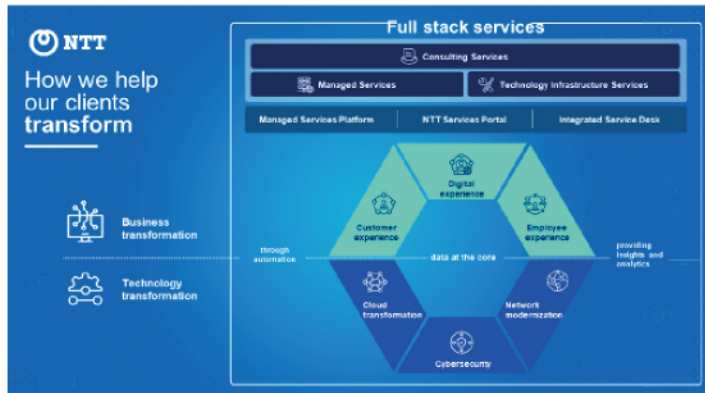 NTT
How we help
our clients
transform
Business
transformation
Technology
transformation
Full stack services
Consulting Services
Managed Services
Technology Infrastructure Services
Managed Services Platform
NTT Services Portal
Integrated Service Desk
Digital
experience
Customer
experience
Employee
experience
through
automation
data at the core
providing
insights and
analytics
Cloud
transformation
Network
modernization
Cybersecurity